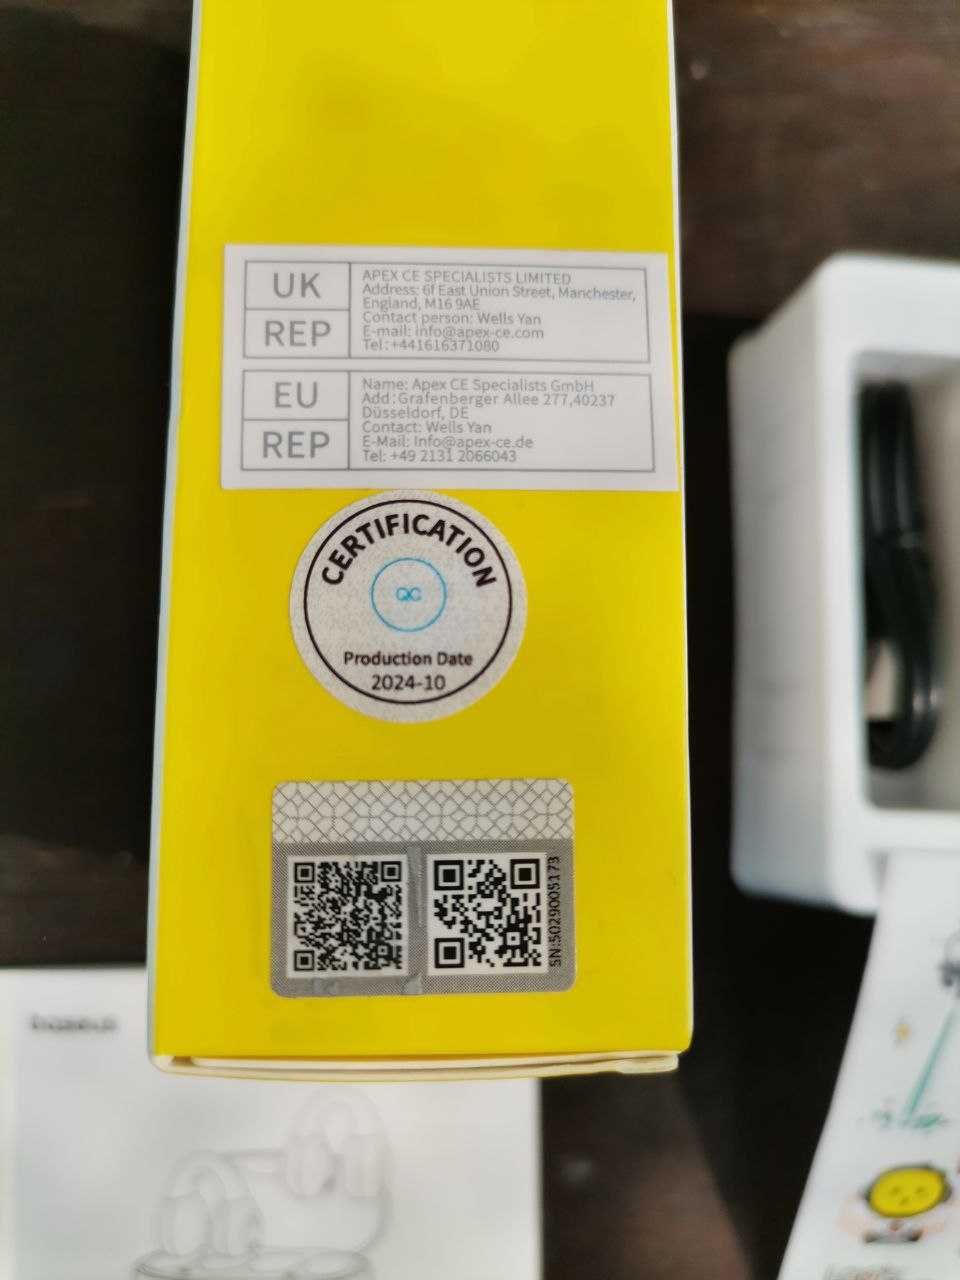 UK
REP
APEX CE SPECIALISTS LIMITED
Address: 6f East Union Street, Manchester,
England, M16 9AE
Contact person: Wells Yan
E-mail: info@apex-ce.com
Tel:+441616371080
EU
REP
Name: Apex CE Specialists GmbH
Add:Grafenberger Allee 277,40237
Düsseldorf, DE
Contact: Wells Yan
E-Mail: Info@apex-ce.de
Tel: +49 2131 2066043
CERTIFICATION
QC
Production Date
2024-10
SN:5029005173
baseus